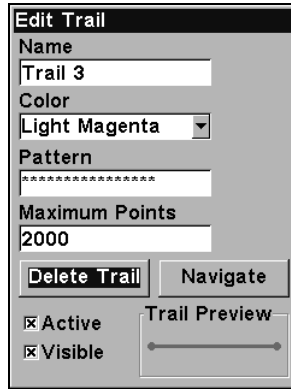 Edit Trail
Name
Trail 3
Color
Light Magenta
Pattern
***************
Maximum Points
2000
Delete Trail Navigate
Active
Visible
Trail Preview